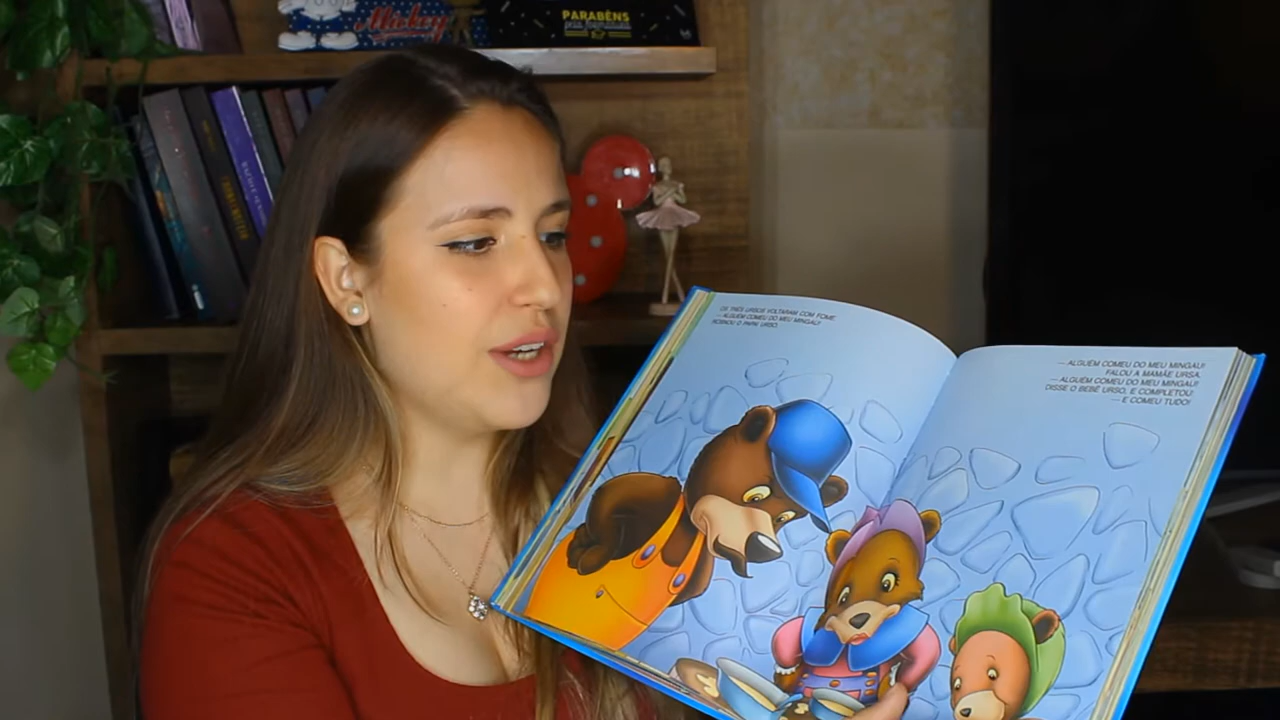 Mickey
PARABÉNS
OS TRÊS URSOS VOLTARAM COM FOME.
—ALGUÉM COMEU DO MEU MINGAU!
ROSNOU O PAPAI URSO.
—ALGUÉM COMEU DO MEU MINGAU!
FALOU A MAMÃE URSA.
—ALGUÉM COMEU DO MEU MINGAU!
DISSE O BEBÊ URSO, E COMPLETOU:
—E COMEU TUDO!